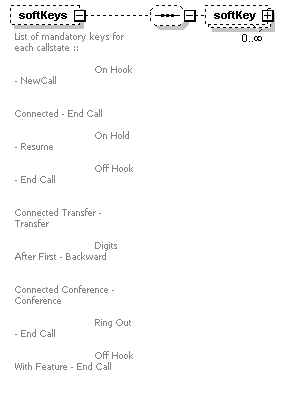 softKeys
softKey
0..∞
List of mandatory keys for
each callstate ::
On Hook
- NewCall
Connected - End Call
On Hold
- Resume
Off Hook
- End Call
Connected Transfer -
Transfer
Digits
After First - Backward
Connected Conference -
Conference
Ring Out
- End Call
Off Hook
With Feature - End Call